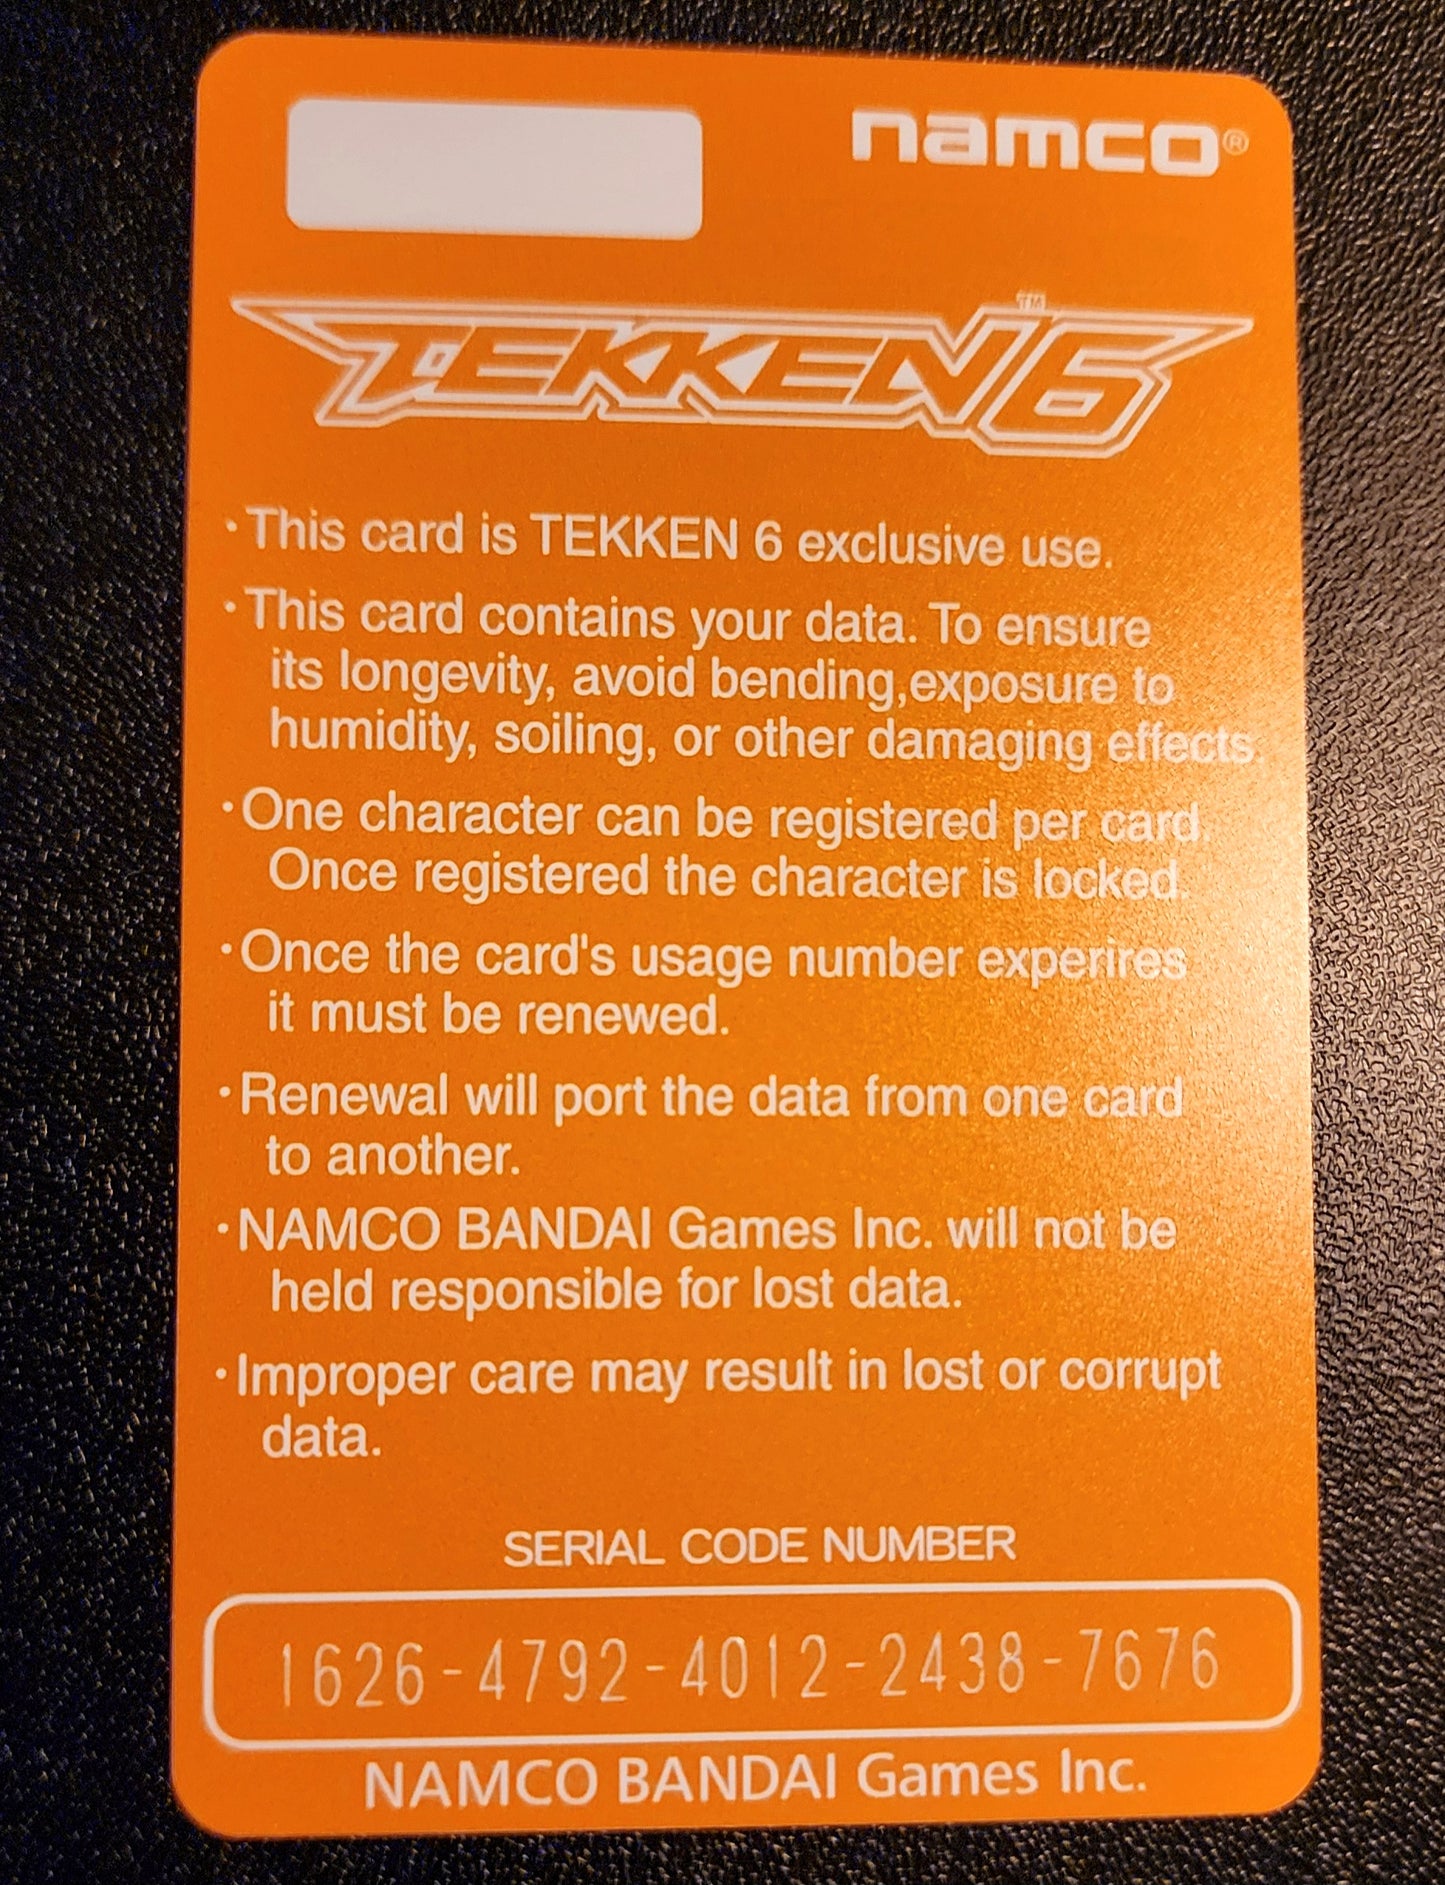 namco®
TEKKEN 6™
·This card is TEKKEN 6 exclusive use.
·This card contains your data. To ensure
its longevity, avoid bending,exposure to
humidity, soiling, or other damaging effects.
·One character can be registered per card.
Once registered the character is locked.
·Once the card's usage number experires
it must be renewed.
·Renewal will port the data from one card
to another.
·NAMCO BANDAI Games Inc. will not be
held responsible for lost data.
·Improper care may result in lost or corrupt
data.
SERIAL CODE NUMBER
1626-4792-4012-2438-7676
NAMCO BANDAI Games Inc.